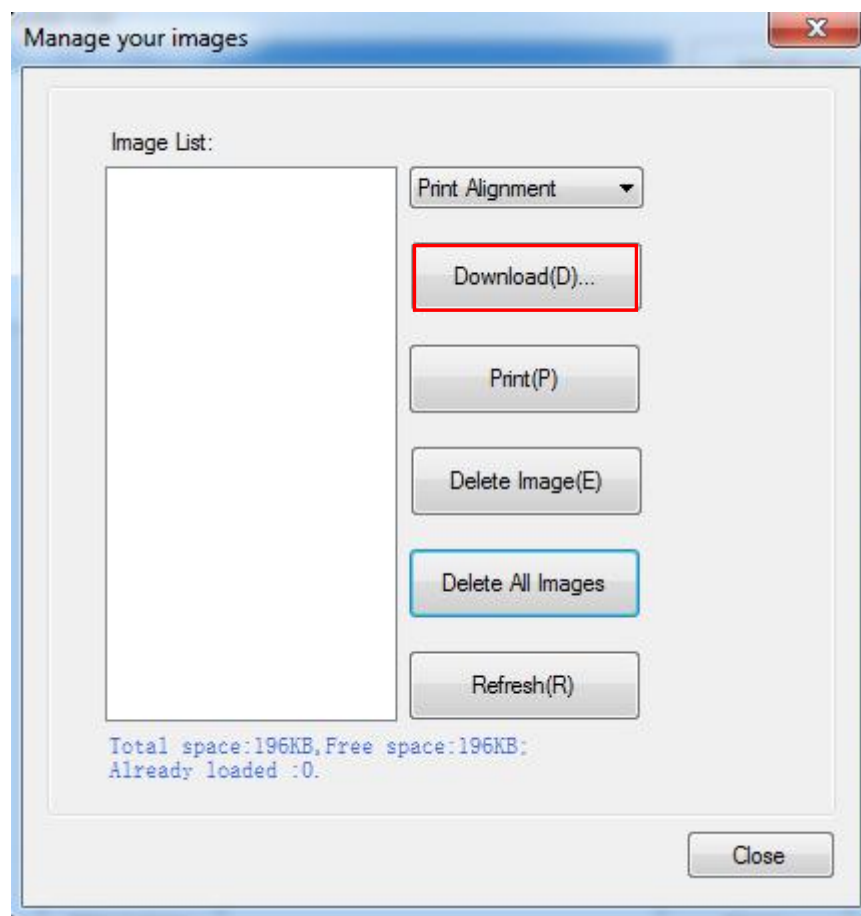 Manage your images
Image List:
Print Alignment
Download(D)...
Print(P)
Delete Image(E)
Delete All Images
Refresh(R)
Total space:196KB,Free space:196KB;
Already loaded :0.
Close